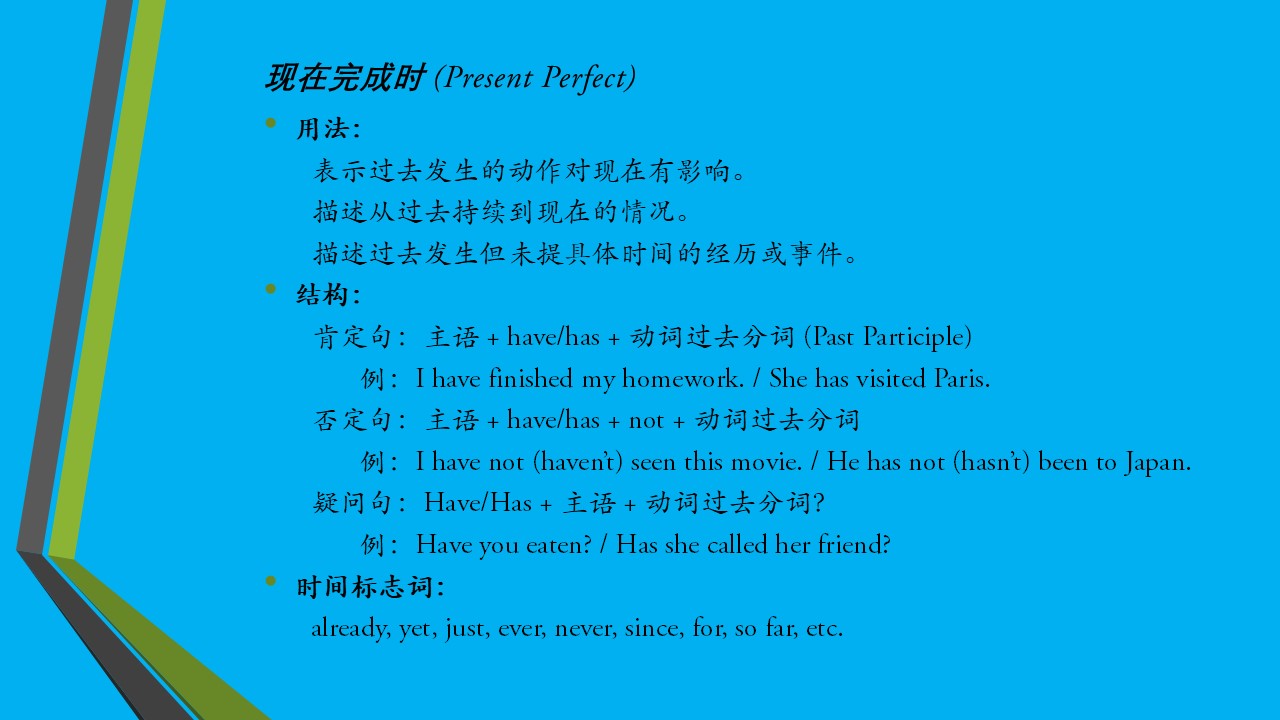 现在完成时 (Present Perfect)
• 用法：
表示过去发生的动作对现在有影响。
描述从过去持续到现在的情况。
描述过去发生但未提具体时间的经历或事件。
• 结构：
肯定句： 主语 + have/has + 动词过去分词 (Past Participle)
例： I have finished my homework. / She has visited Paris.
否定句： 主语 + have/has + not + 动词过去分词
例： I have not (haven’t) seen this movie. / He has not (hasn’t) been to Japan.
疑问句： Have/Has + 主语 + 动词过去分词?
例： Have you eaten? / Has she called her friend?
• 时间标志词：
already, yet, just, ever, never, since, for, so far, etc.